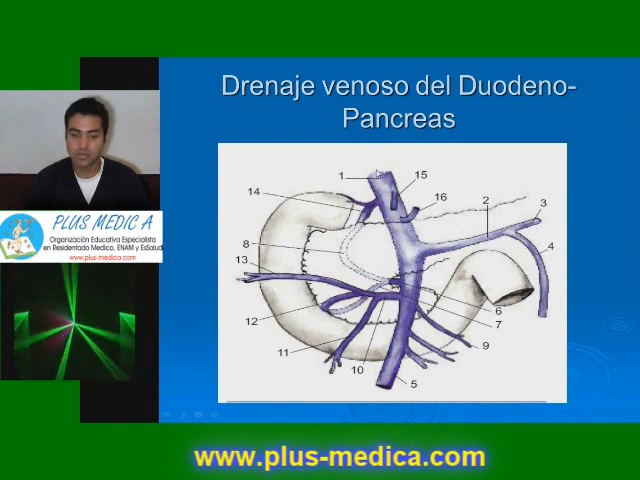 Drenaje venoso del Duodeno-
Pancreas
PLUS MEDIC A
Organización Educativa Especialista
en Residentado Medico, ENAM y EsSalud
www.plus-medica.com
1
15
14
16
2
3
8
4
13
6
12
7
11
9
10
5
www.plus-medica.com